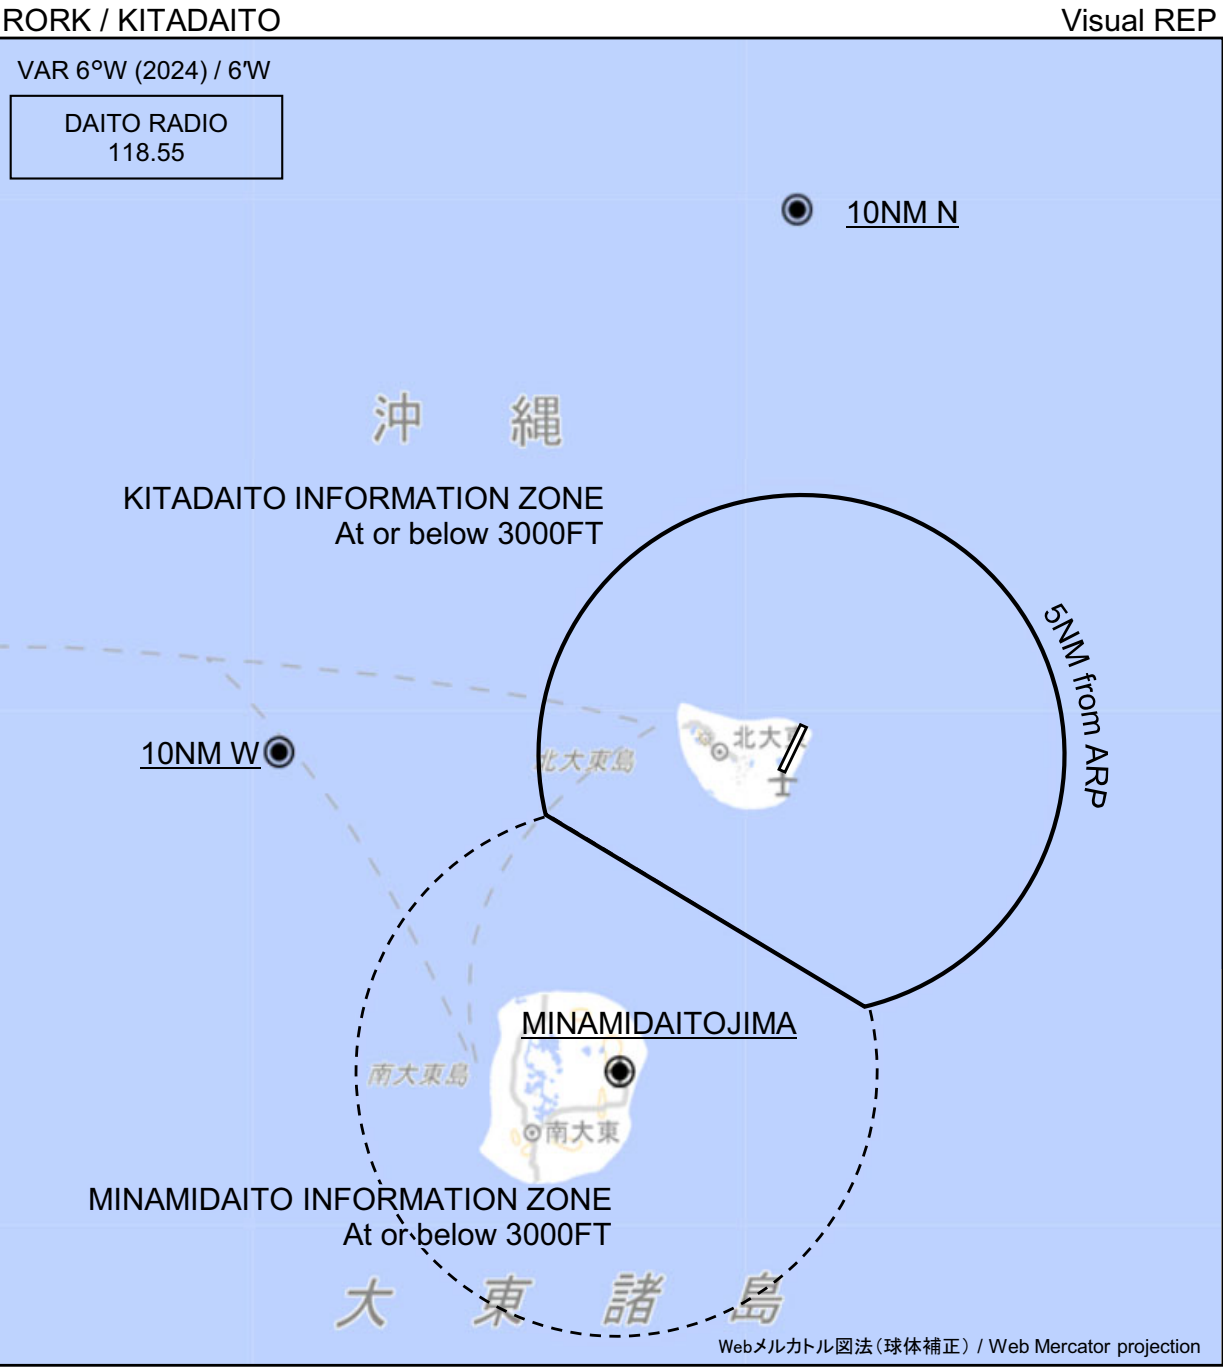 RORK / KITADAITO
Visual REP
VAR 6°W (2024) / 6'W
DAITO RADIO
118.55
10NM N
沖 縄
KITADAITO INFORMATION ZONE
At or below 3000FT
5NM from ARP
北大東
10NM W
北大東島
MINAMIDAITOJIMA
南大東島
南大東
MINAMIDAITO INFORMATION ZONE
At or below 3000FT
大 東 諸 島
Webメルカトル図法(球体補正) / Web Mercator projection